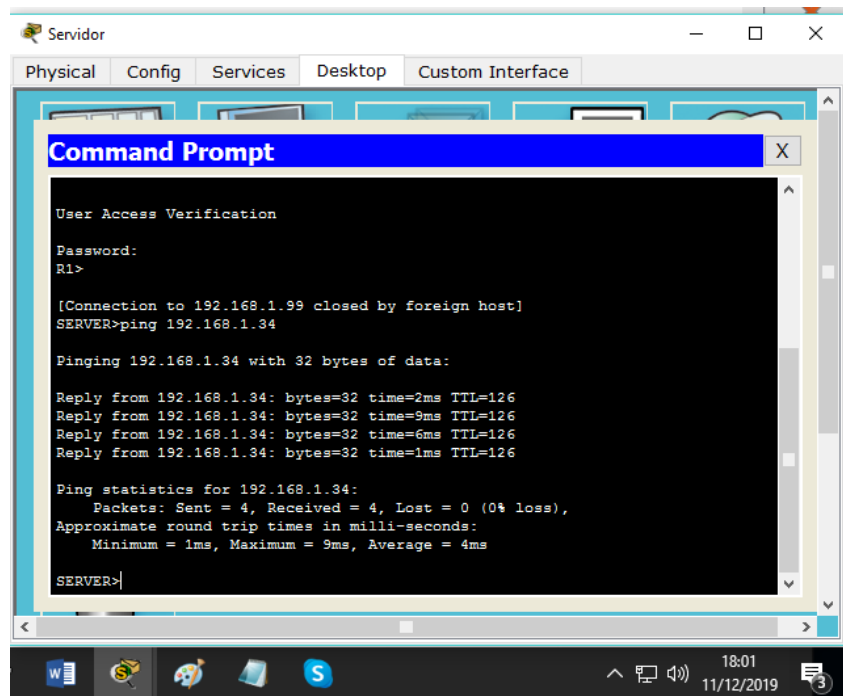 Servidor
Physical Config Services Desktop Custom Interface
Command Prompt X
User Access Verification
Password:
R1>
[Connection to 192.168.1.99 closed by foreign host]
SERVER>ping 192.168.1.34
Pinging 192.168.1.34 with 32 bytes of data:
Reply from 192.168.1.34: bytes=32 time=2ms TTL=126
Reply from 192.168.1.34: bytes=32 time=9ms TTL=126
Reply from 192.168.1.34: bytes=32 time=6ms TTL=126
Reply from 192.168.1.34: bytes=32 time=1ms TTL=126
Ping statistics for 192.168.1.34:
Packets: Sent = 4, Received = 4, Lost = 0 (0% loss),
Approximate round trip times in milli-seconds:
Minimum = 1ms, Maximum = 9ms, Average = 4ms
SERVER>
18:01
11/12/2019
3